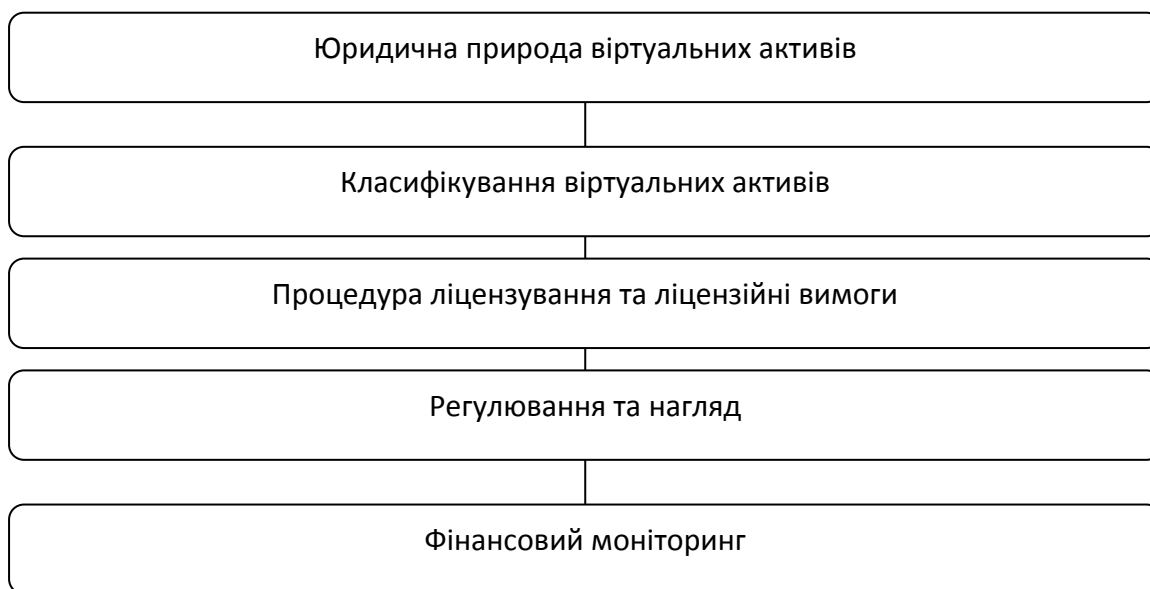 Юридична природа віртуальних активів
Класифікування віртуальних активів
Процедура ліцензування та ліцензійні вимоги
Регулювання та нагляд
Фінансовий моніторинг